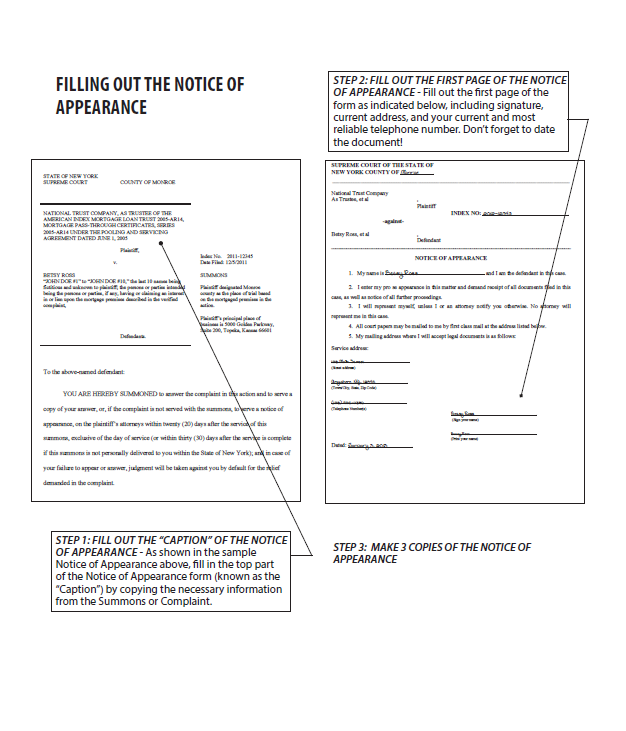 FILLING OUT THE NOTICE OF
APPEARANCE
STEP 2: FILL OUT THE FIRST PAGE OF THE NOTICE
OF APPEARANCE - Fill out the first page of the
form as indicated below, including signature,
current address, and your current and most
reliable telephone number. Don't forget to date
the document!
STATE OF NEW YORK
SUPREME COURT COUNTY OF MONROE
NATIONAL TRUST COMPANY, AS TRUSTEE OF THE
AMERICAN INDEX MORTGAGE LOAN TRUST 2005-AR14,
MORTGAGE PASS-THROUGH CERTIFICATES, SERIES
2005-AR14 UNDER THE POOLING AND SERVICING
AGREEMENT DATED JUNE 1, 2005
Plaintiff,
v.
Index No. 2011-12345
Date Filed: 12/5/2011
BETSY ROSS
"JOHN DOE #1" to "JOHN DOE #10," the last 10 names being
fictitious and unknown to plaintiff, the persons or parties intended
being the persons or parties, if any, having or claiming an interest
in or lien upon the mortgage premises described in the verified
complaint,
Defendants.
SUMMONS
Plaintiff designated Monroe
county as the place of trial based
on the mortgaged premises in the
action.
Plaintiff's principal place of
business is 5000 Golden Parkway,
Suite 200, Topeka, Kansas 66601
To the above-named defendant:
YOU ARE HEREBY SUMMONED to answer the complaint in this action and to serve a
copy of your answer, or, if the complaint is not served with the summons, to serve a notice of
appearance, on the plaintiff's attorneys within twenty (20) days after the service of this
summons, exclusive of the day of service (or within thirty (30) days after the service is complete
if this summons is not personally delivered to you within the State of New York); and in case of
your failure to appear or answer, judgment will be taken against you by default for the relief
demanded in the complaint.
SUPREME COURT OF THE STATE OF
NEW YORK COUNTY OF Monroe
National Trust Company
As Trustee, et al ,
Plaintiff
INDEX NO:
-against-
Betsy Ross, et al ,
Defendant
NOTICE OF APPEARANCE
1. My name is Betsy Ross and I am the defendant in this case.
2. I enter my pro se appearance in this matter and demand receipt of all documents filed in this
case, as well as notice of all further proceedings.
3. I will represent myself, unless I or an attorney notify you otherwise. No attorney will
represent me in this case.
4. All court papers may be mailed to me by first class mail at the address listed below.
5. My mailing address where I will accept legal documents is as follows:
Service address:
(Street address)
(Town/City, State, Zip Code)
(Telephone Number(s))
Betsy Ross
(Sign your name)
(Print your name)
Dated:
STEP 1: FILL OUT THE "CAPTION" OF THE NOTICE
OF APPEARANCE - As shown in the sample
Notice of Appearance above, fill in the top part
of the Notice of Appearance form (known as the
"Caption") by copying the necessary information
from the Summons or Complaint.
STEP 3: MAKE 3 COPIES OF THE NOTICE OF
APPEARANCE